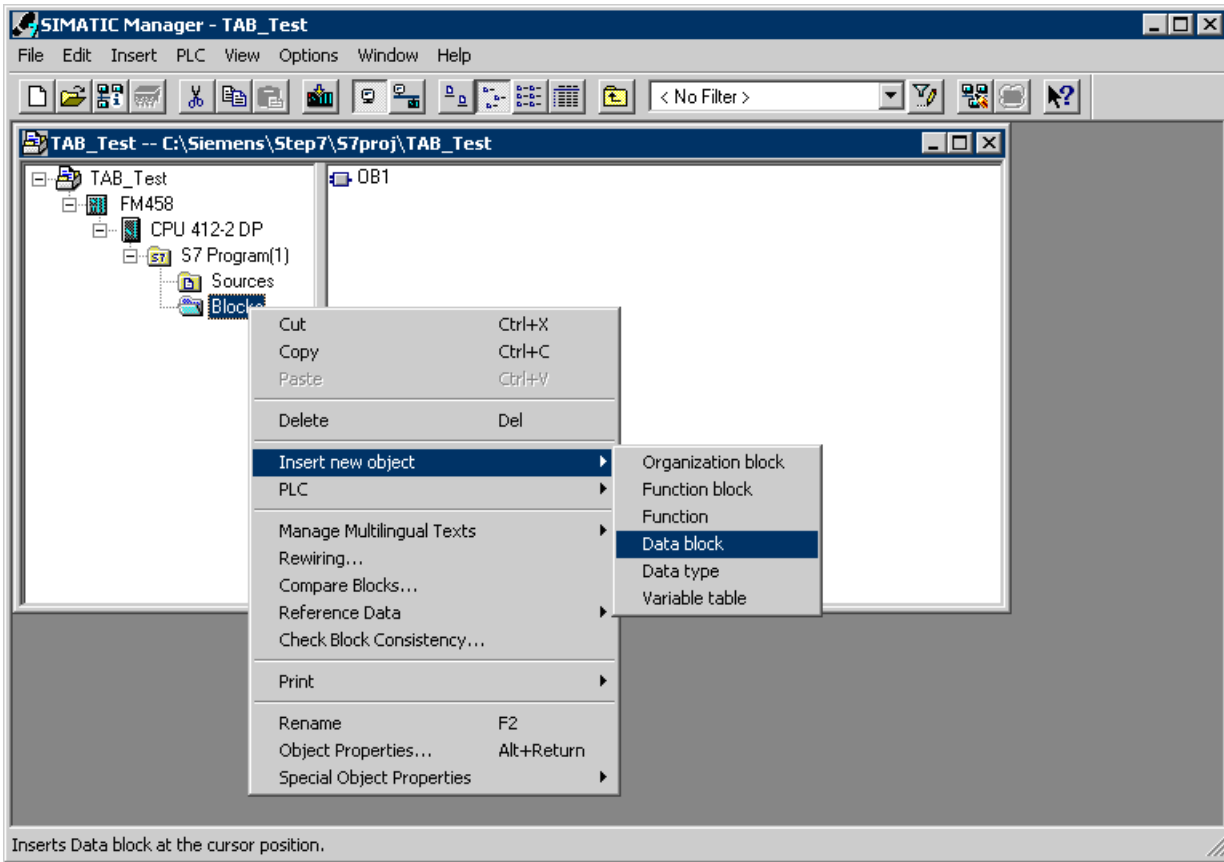 SIMATIC Manager - TAB_Test
File Edit Insert PLC View Options Window Help
< No Filter >
TAB_Test -- C:\Siemens\Step7\S7proj\TAB_Test
TAB_Test
OB1
FM458
CPU 412-2 DP
S7 Program(1)
Sources
Blocks
Cut Ctrl+X
Copy Ctrl+C
Paste Ctrl+V
Delete Del
Insert new object
PLC
Manage Multilingual Texts
Rewiring...
Compare Blocks...
Reference Data
Check Block Consistency...
Print
Rename F2
Object Properties... Alt+Return
Special Object Properties
Organization block
Function block
Function
Data block
Data type
Variable table
Inserts Data block at the cursor position.